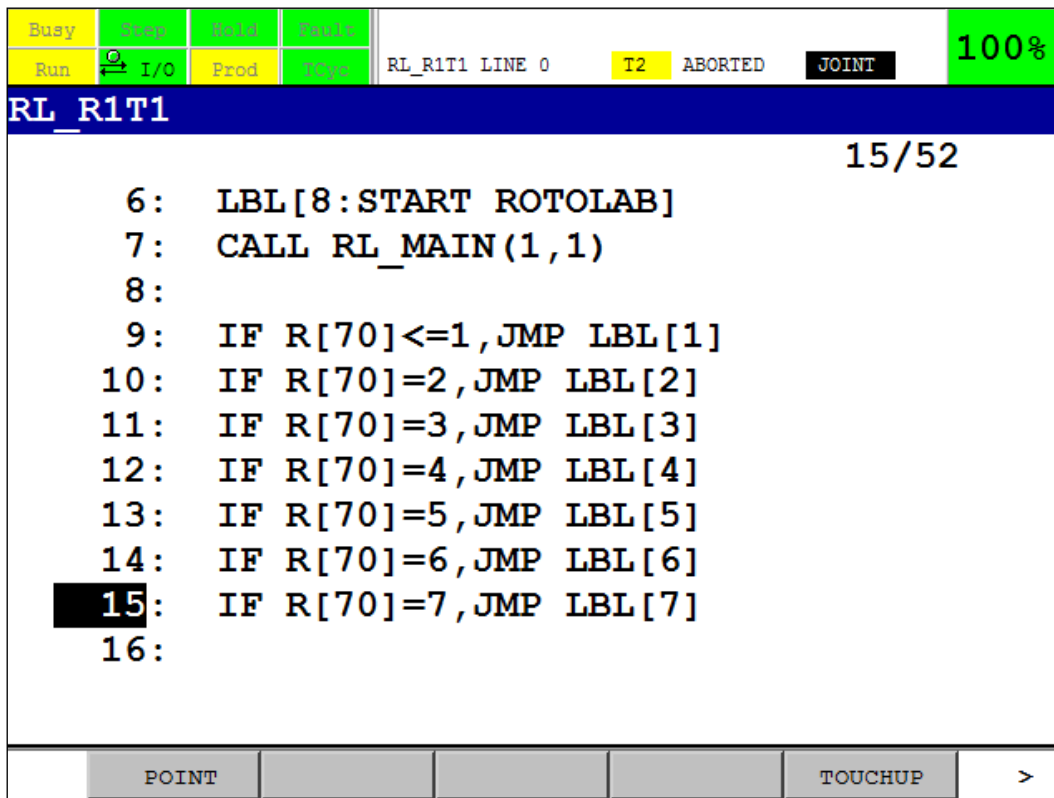 Busy Step Hold Fault
Run I/O Prod TCyc RL_R1T1 LINE 0 T2 ABORTED JOINT 100%
RL_R1T1
15/52
6: LBL[8:START ROTOLAB]
7: CALL RL_MAIN(1,1)
8:
9: IF R[70]<=1,JMP LBL[1]
10: IF R[70]=2,JMP LBL[2]
11: IF R[70]=3,JMP LBL[3]
12: IF R[70]=4,JMP LBL[4]
13: IF R[70]=5,JMP LBL[5]
14: IF R[70]=6,JMP LBL[6]
15: IF R[70]=7,JMP LBL[7]
16:
POINT TOUCHUP >